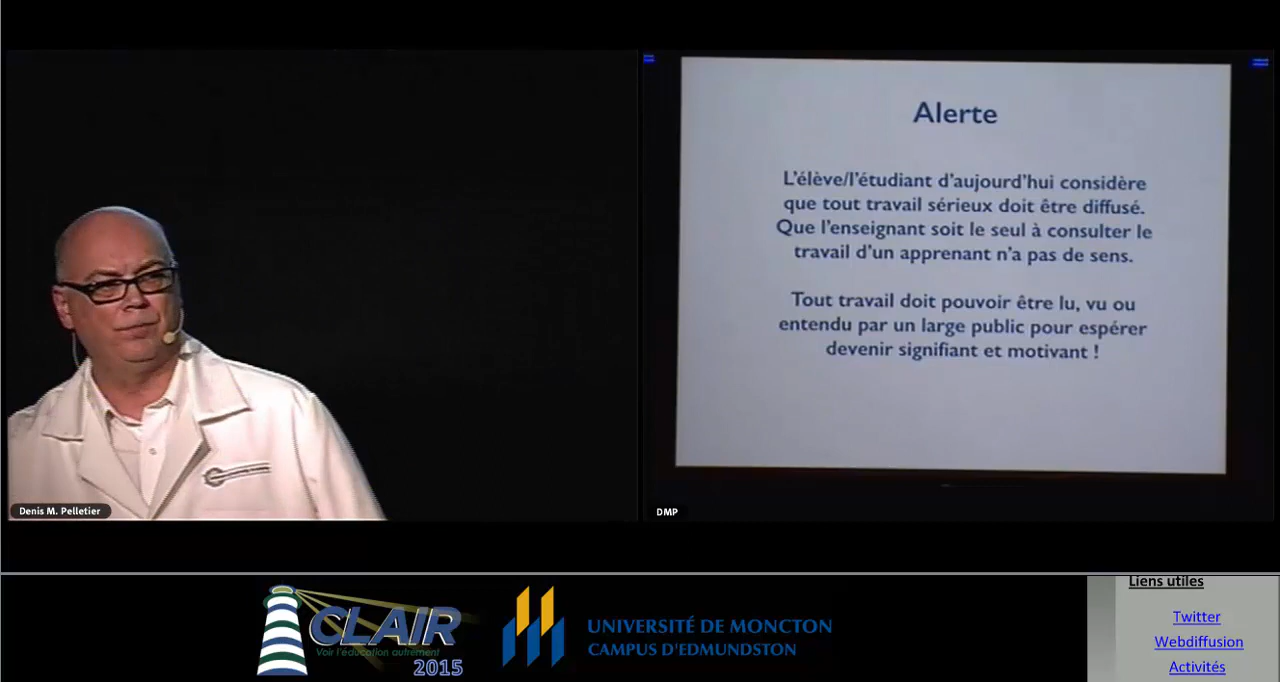 Alerte
L'élève/l'étudiant d'aujourd'hui considère
que tout travail sérieux doit être diffusé.
Que l'enseignant soit le seul à consulter le
travail d'un apprenant n'a pas de sens.
Tout travail doit pouvoir être lu, vu ou
entendu par un large public pour espérer
devenir signifiant et motivant !
Denis M. Pelletier
DMP
CLAIR
Voir l'éducation autrement
2015
UNIVERSITÉ DE MONCTON
CAMPUS D'EDMUNDSTON
Liens utiles
Twitter
Webdiffusion
Activités